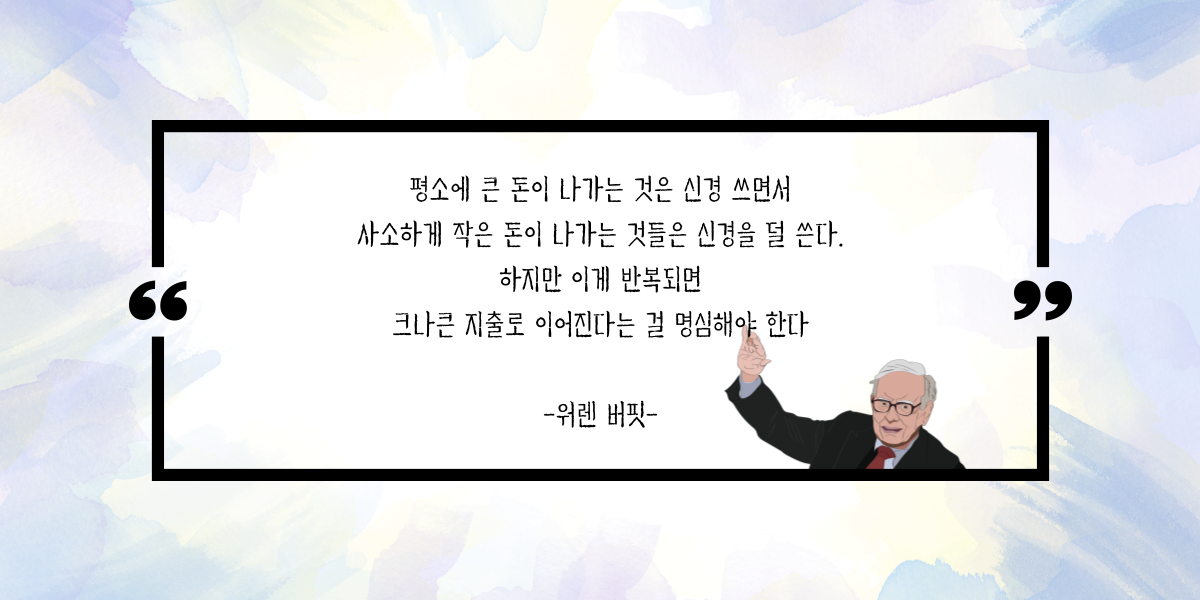 평소에 큰 돈이 나가는 것은 신경 쓰면서
사소하게 작은 돈이 나가는 것들은 신경을 덜 쓴다.
하지만 이게 반복되면
크나큰 지출로 이어진다는 걸 명심해야 한다
-워렌 버핏-